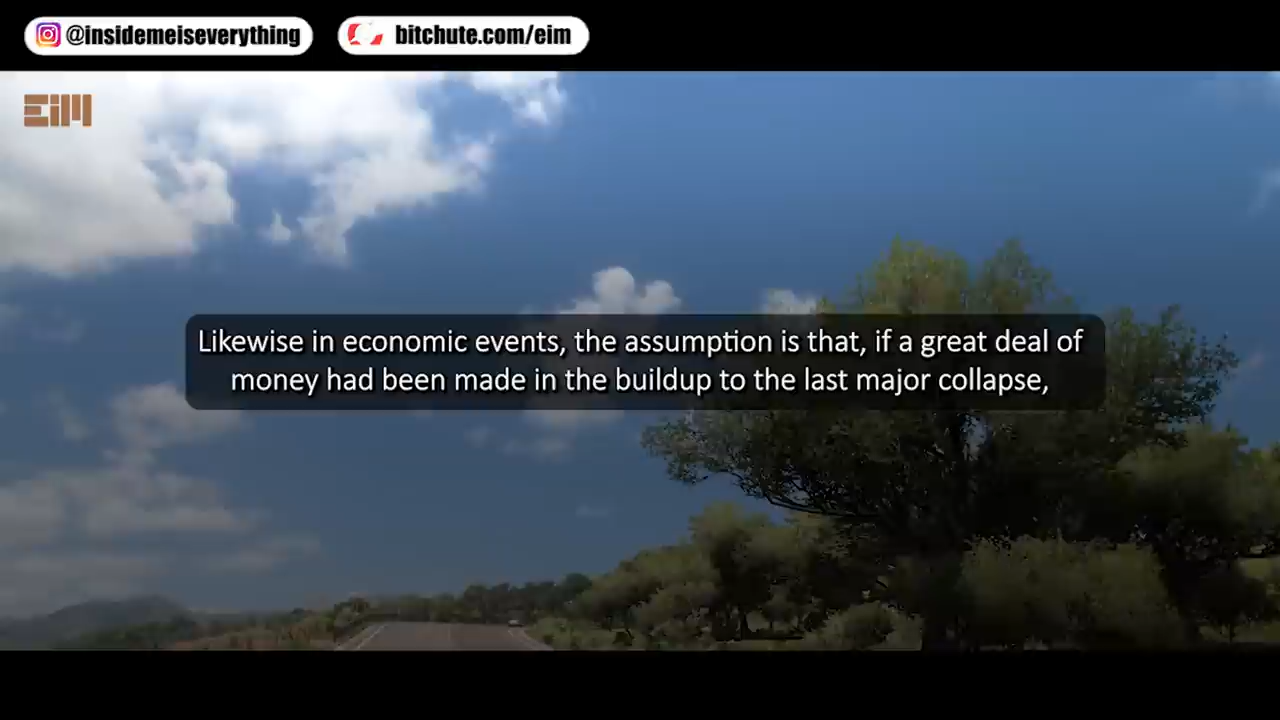 @insidemeiseverything
bitchute.com/eim
EiM
Likewise in economic events, the assumption is that, if a great deal of
money had been made in the buildup to the last major collapse,